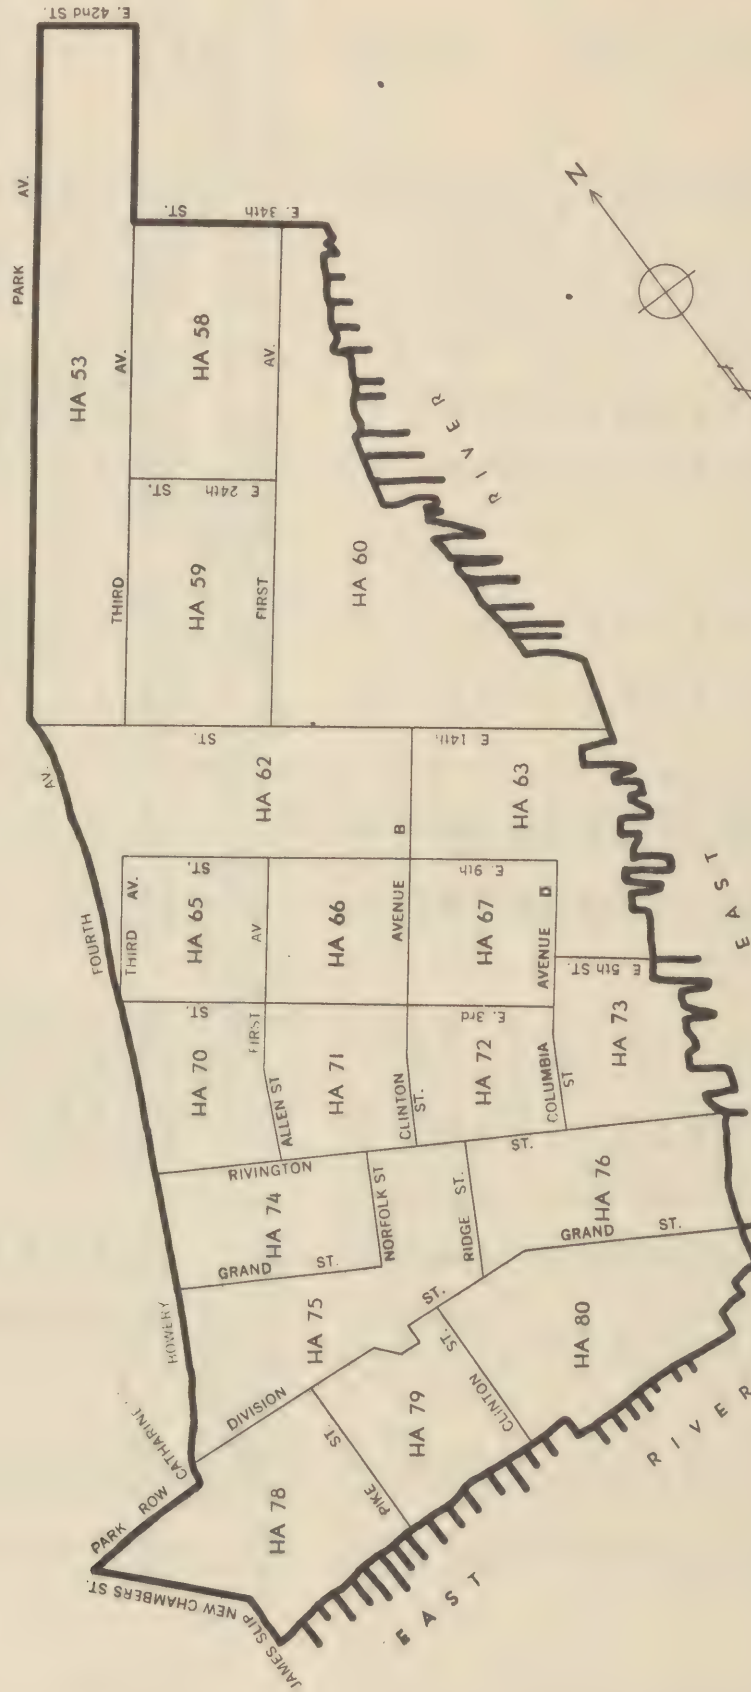 E. 42nd ST.
PARK AV.
HA 53
THIRD AV.
E. 34th ST.
HA 58
FIRST AV.
E 24th ST.
HA 59
HA 60
RIVER
N
FOURTH AV.
E 14th ST.
HA 62
HA 63
B
THIRD AV.
E. 9th ST.
HA 65
HA 66
HA 67
FIRST AV
AVENUE
AVENUE D
E 5th ST.
EAST
E. 3rd ST.
HA 70
HA 71
HA 72
HA 73
ALLEN ST
CLINTON ST.
COLUMBIA ST
RIVINGTON ST.
HA 74
NORFOLK ST
RIDGE ST.
HA 76
GRAND ST.
GRAND ST.
BOWERY
HA 75
DIVISION ST.
HA 80
CATHARINE
HA 79
CLINTON ST.
PIKE ST.
PARK ROW
HA 78
NEW CHAMBERS ST.
JAMES SLIP
EAST
RIVER